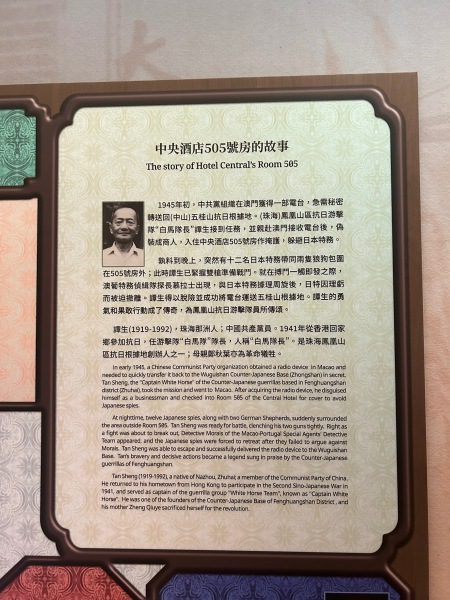 中央酒店505號房的故事
The story of Hotel Central's Room 505
1945年初，中共黨組織在澳門獲得一部電台，急需秘密
轉送回(中山)五桂山抗日根據地。(珠海)鳳凰山區抗日游擊
隊"白馬隊長"譚生接到任務，並親赴澳門接收電台後，偽
裝成商人，入住中央酒店505號房作掩護，躲避日本特務。
孰料到晚上，突然有十二名日本特務帶同兩隻狼狗包圍
在505號房外；此時譚生已緊握雙槍準備戰鬥。就在搏鬥一觸即發之際，
澳葡特務偵緝隊探長慕拉士出現，與日本特務據理周旋後，日特因理虧
而被迫撤離。譚生得以脫險並成功將電台運送五桂山根據地。譚生的勇
氣和果敢行動成了傳奇，為鳳凰山抗日游擊隊員所傳頌。
譚生(1919-1992)，珠海那洲人；中國共產黨員。1941年從香港回家
鄉參加抗日，任游擊隊"白馬隊"隊長，人稱"白馬隊長"。是珠海鳳凰山
區抗日根據地創辦人之一；母親鄭秋葉亦為革命犧牲。
In early 1945, a Chinese Communist Party organization obtained a radio device in Macao and
needed to quickly transfer it back to the Wuguishan Counter-Japanese Base (Zhongshan) in secret.
Tan Sheng, the "Captain White Horse" of the Counter-Japanese guerrillas based in Fenghuangshan
district (Zhuhai), took the mission and went to Macao. After acquiring the radio device, he disguised
himself as a businessman and checked into Room 505 of the Central Hotel for cover to avoid
Japanese spies.
At nighttime, twelve Japanese spies, along with two German Shepherds, suddenly surrounded
the area outside Room 505. Tan Sheng was ready for battle, clenching his two guns tightly. Right as
a fight was about to break out, Detective Morais of the Macao-Portugal Special Agents' Detective
Team appeared; and the Japanese spies were forced to retreat after they failed to argue against
Morais. Tan Sheng was able to escape and successfully delivered the radio device to the Wuguishan
Base. Tan's bravery and decisive actions became a legend sung in praise by the Counter-Japanese
guerrillas of Fenghuangshan.
Tan Sheng (1919-1992), a native of Nazhou, Zhuhai; a member of the Communist Party of China.
He returned to his hometown from Hong Kong to participate in the Second Sino-Japanese War in
1941, and served as captain of the guerrilla group "White Horse Team", known as "Captain White
Horse". He was one of the founders of the Counter-Japanese Base of Fenghuangshan District , and
his mother Zheng Qiuye sacrificed herself for the revolution.